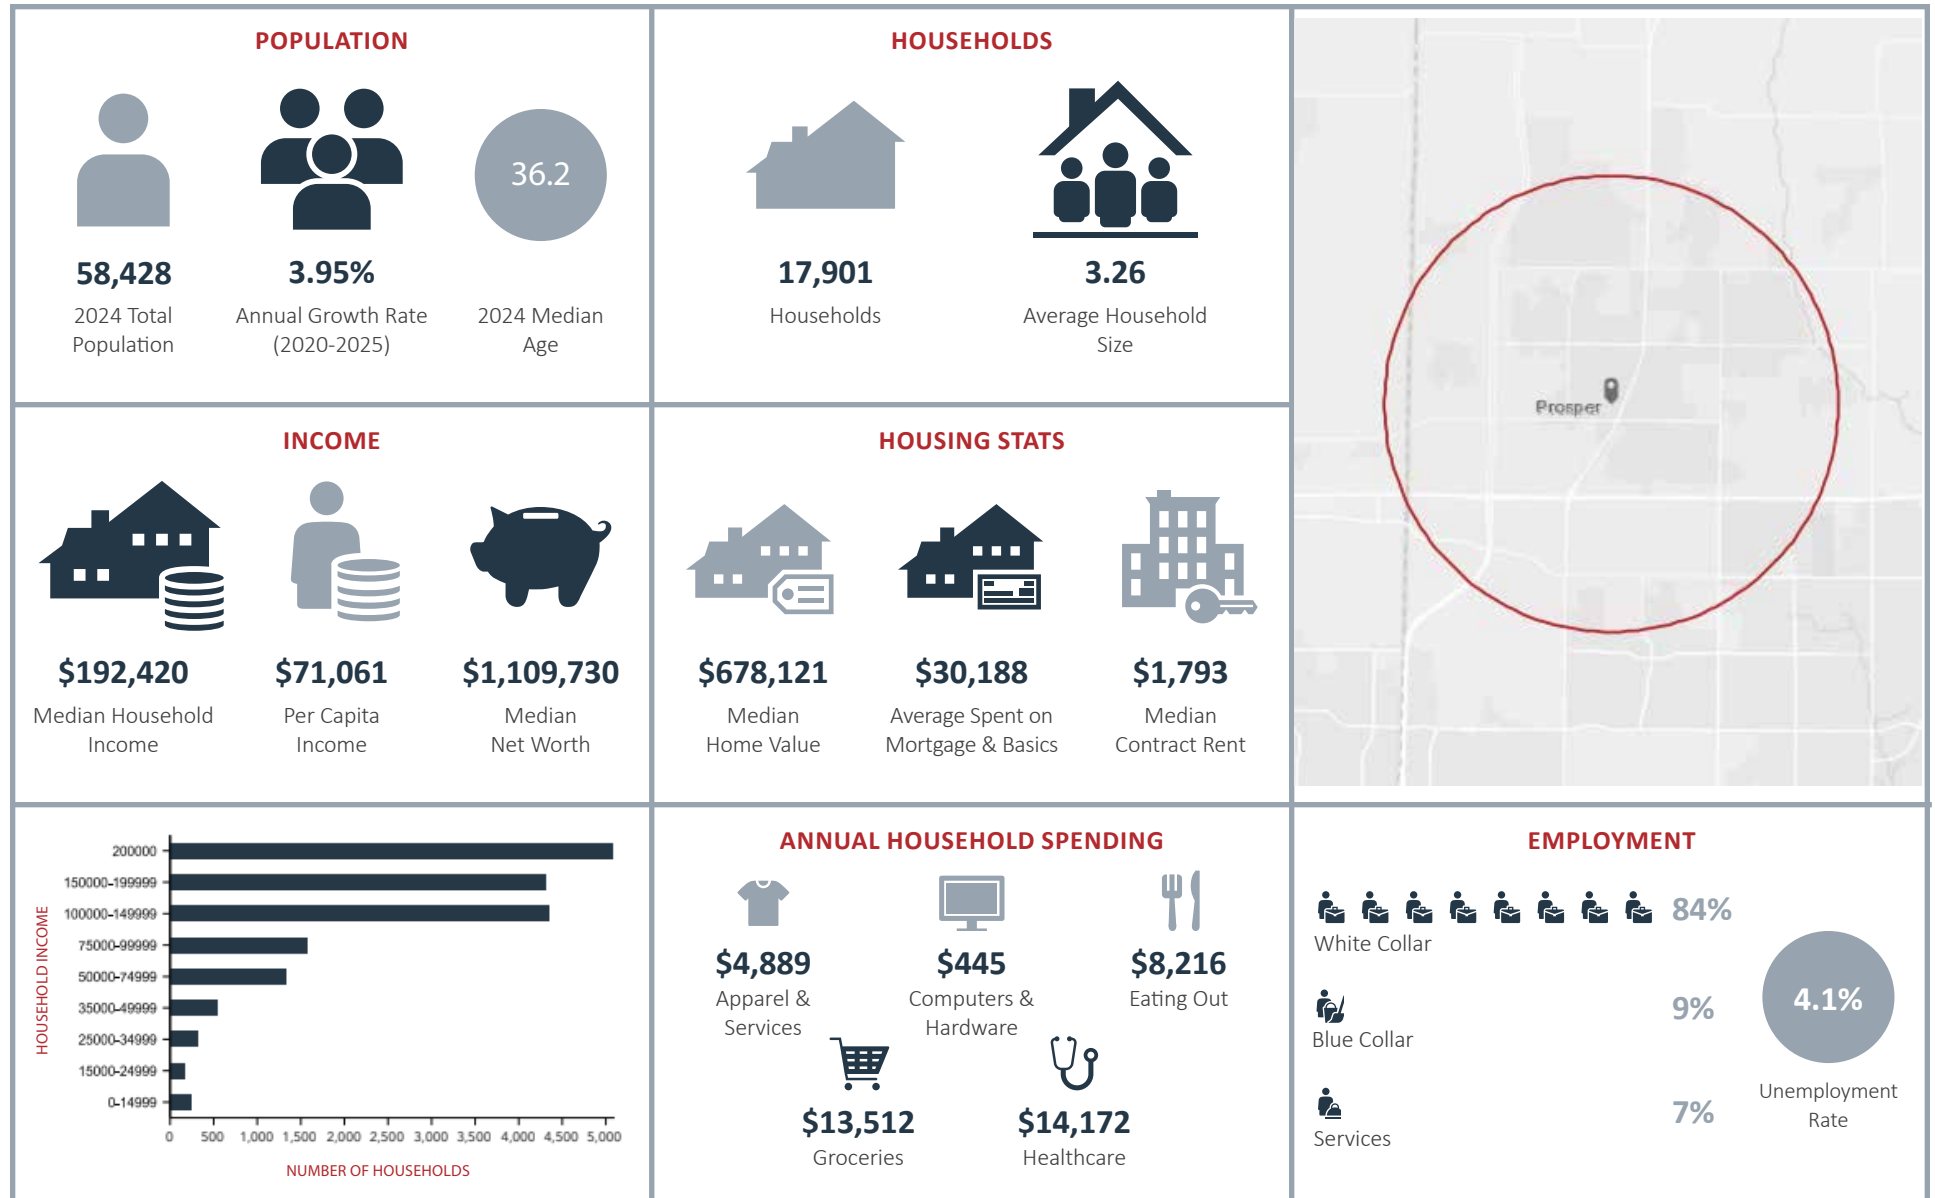 POPULATION
36.2
58,428
2024 Total
Population
3.95%
Annual Growth Rate
(2020-2025)
2024 Median
Age
HOUSEHOLDS
17,901
Households
3.26
Average Household
Size
Prosper
INCOME
$192,420
Median Household
Income
$71,061
Per Capita
Income
$1,109,730
Median
Net Worth
HOUSING STATS
$678,121
Median
Home Value
$30,188
Average Spent on
Mortgage & Basics
$1,793
Median
Contract Rent
HOUSEHOLD INCOME
200000
150000-199999
100000-149999
75000-99999
50000-74999
35000-49999
25000-34999
15000-24999
0-14999
0 500 1,000 1,500 2,000 2,500 3,000 3,500 4,000 4,500 5,000
NUMBER OF HOUSEHOLDS
ANNUAL HOUSEHOLD SPENDING
$4,889
Apparel &
Services
$445
Computers &
Hardware
$8,216
Eating Out
$13,512
Groceries
$14,172
Healthcare
EMPLOYMENT
84%
White Collar
9%
Blue Collar
7%
Services
4.1%
Unemployment
Rate